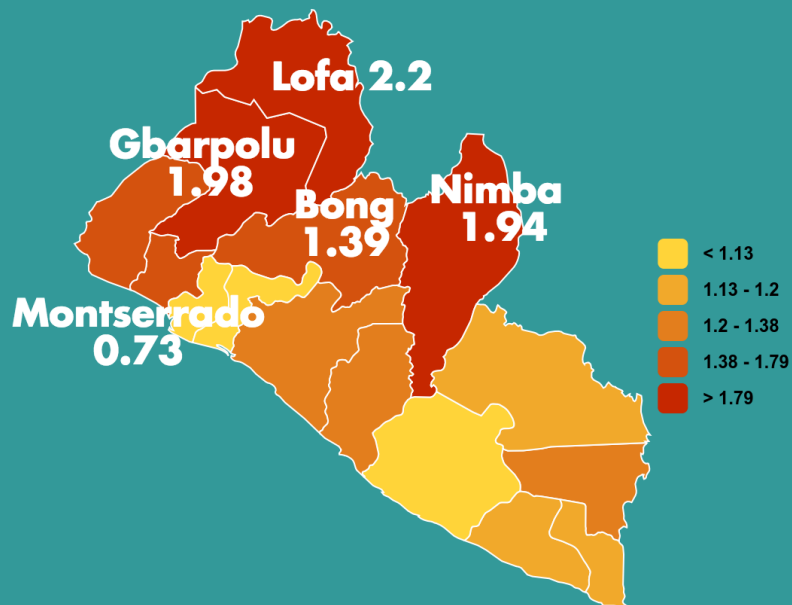 Lofa 2.2
Gbarpolu
1.98
Nimba
1.94
Bong
1.39
Montserrado
0.73
< 1.13
1.13 - 1.2
1.2 - 1.38
1.38 - 1.79
> 1.79